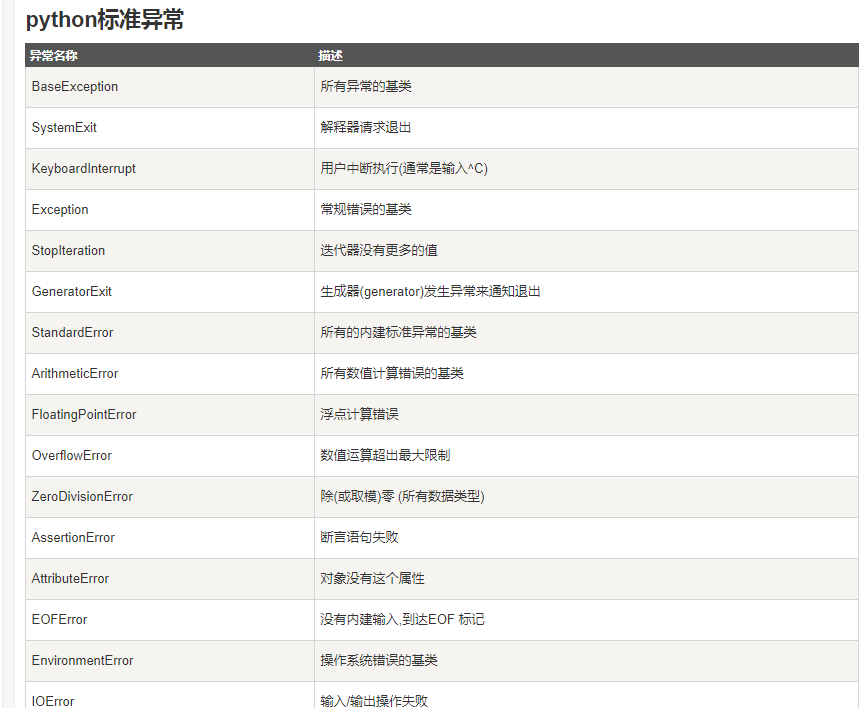 python标准异常
异常名称 描述
BaseException 所有异常的基类
SystemExit 解释器请求退出
KeyboardInterrupt 用户中断执行(通常是输入^C)
Exception 常规错误的基类
StopIteration 迭代器没有更多的值
GeneratorExit 生成器(generator)发生异常来通知退出
StandardError 所有的内建标准异常的基类
ArithmeticError 所有数值计算错误的基类
FloatingPointError 浮点计算错误
OverflowError 数值运算超出最大限制
ZeroDivisionError 除(或取模)零 (所有数据类型)
AssertionError 断言语句失败
AttributeError 对象没有这个属性
EOFError 没有内建输入,到达EOF 标记
EnvironmentError 操作系统错误的基类
IOError 输入/输出操作失败